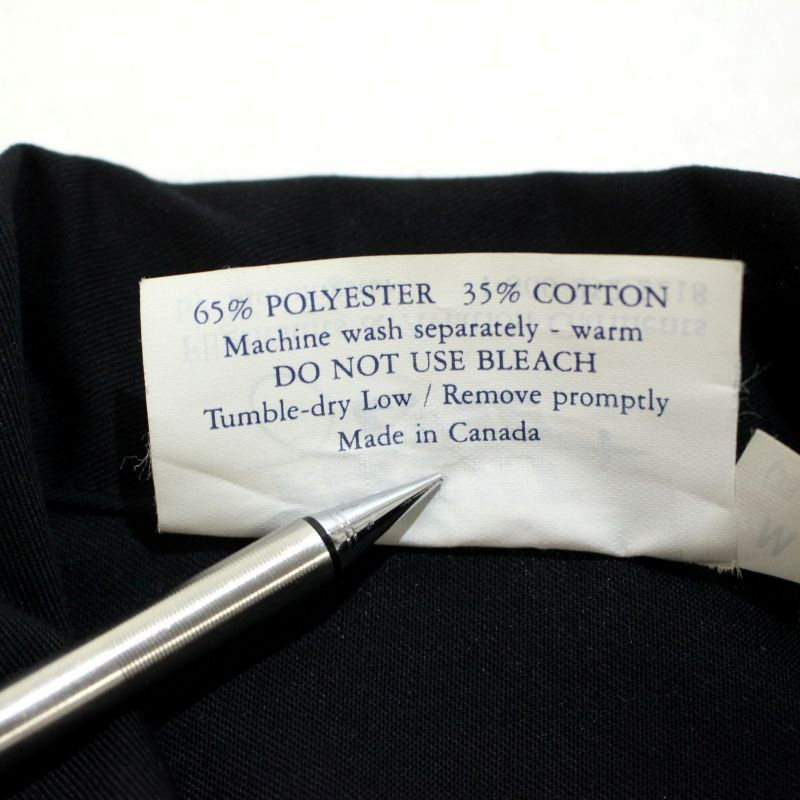 65% POLYESTER 35% COTTON
Machine wash separately - warm
DO NOT USE BLEACH
Tumble-dry Low / Remove promptly
Made in Canada
M